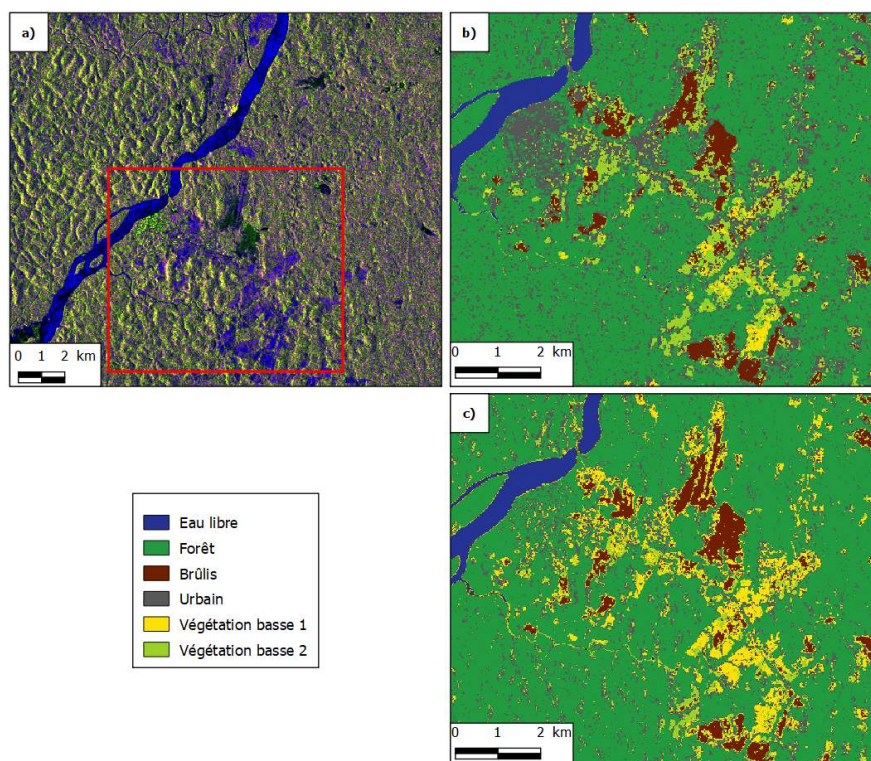 a)
0 1 2 km
b)
0 1 2 km
Eau libre
Forêt
Brûlis
Urbain
Végétation basse 1
Végétation basse 2
c)
0 1 2 km